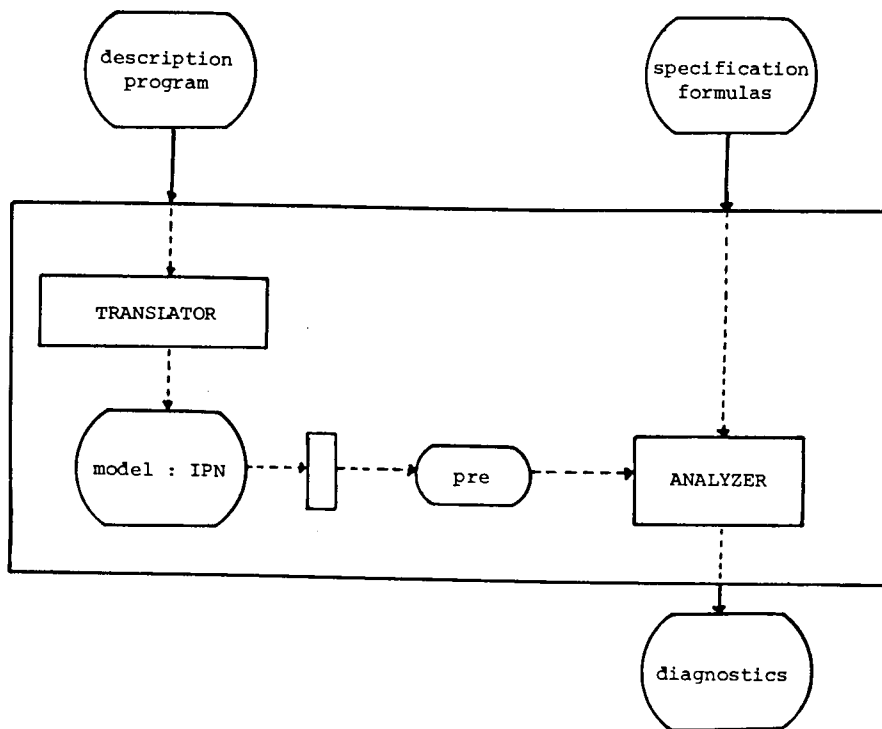 description
program
specification
formulas
TRANSLATOR
model : IPN
pre
ANALYZER
diagnostics